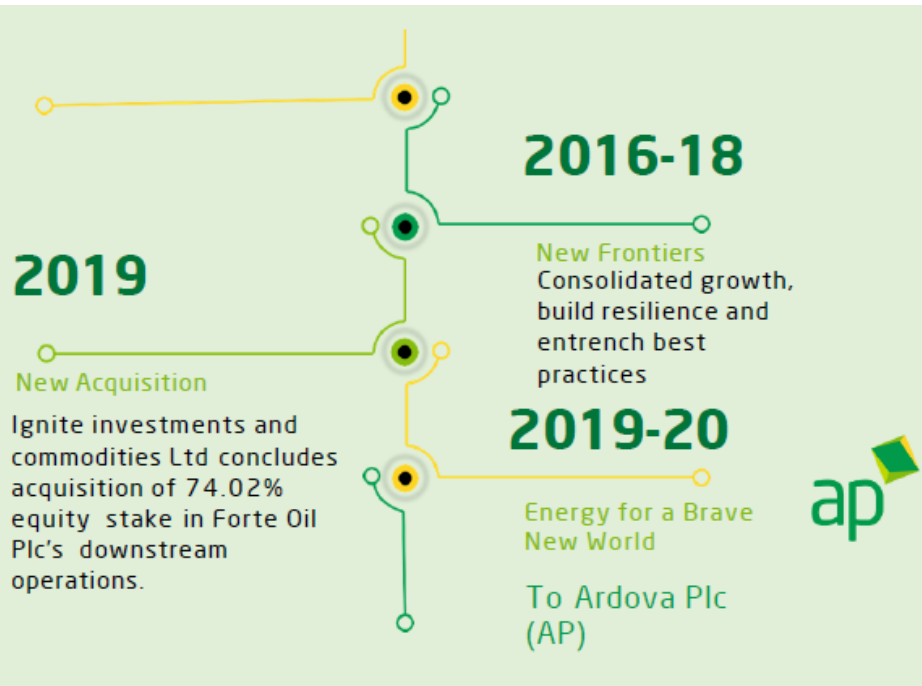 2016-18
New Frontiers
Consolidated growth,
build resilience and
entrench best
practices
2019
New Acquisition
Ignite investments and
commodities Ltd concludes
acquisition of 74.02%
equity stake in Forte Oil
Plc's downstream
operations.
2019-20
Energy for a Brave
New World
To Ardova Plc
(AP)
ap